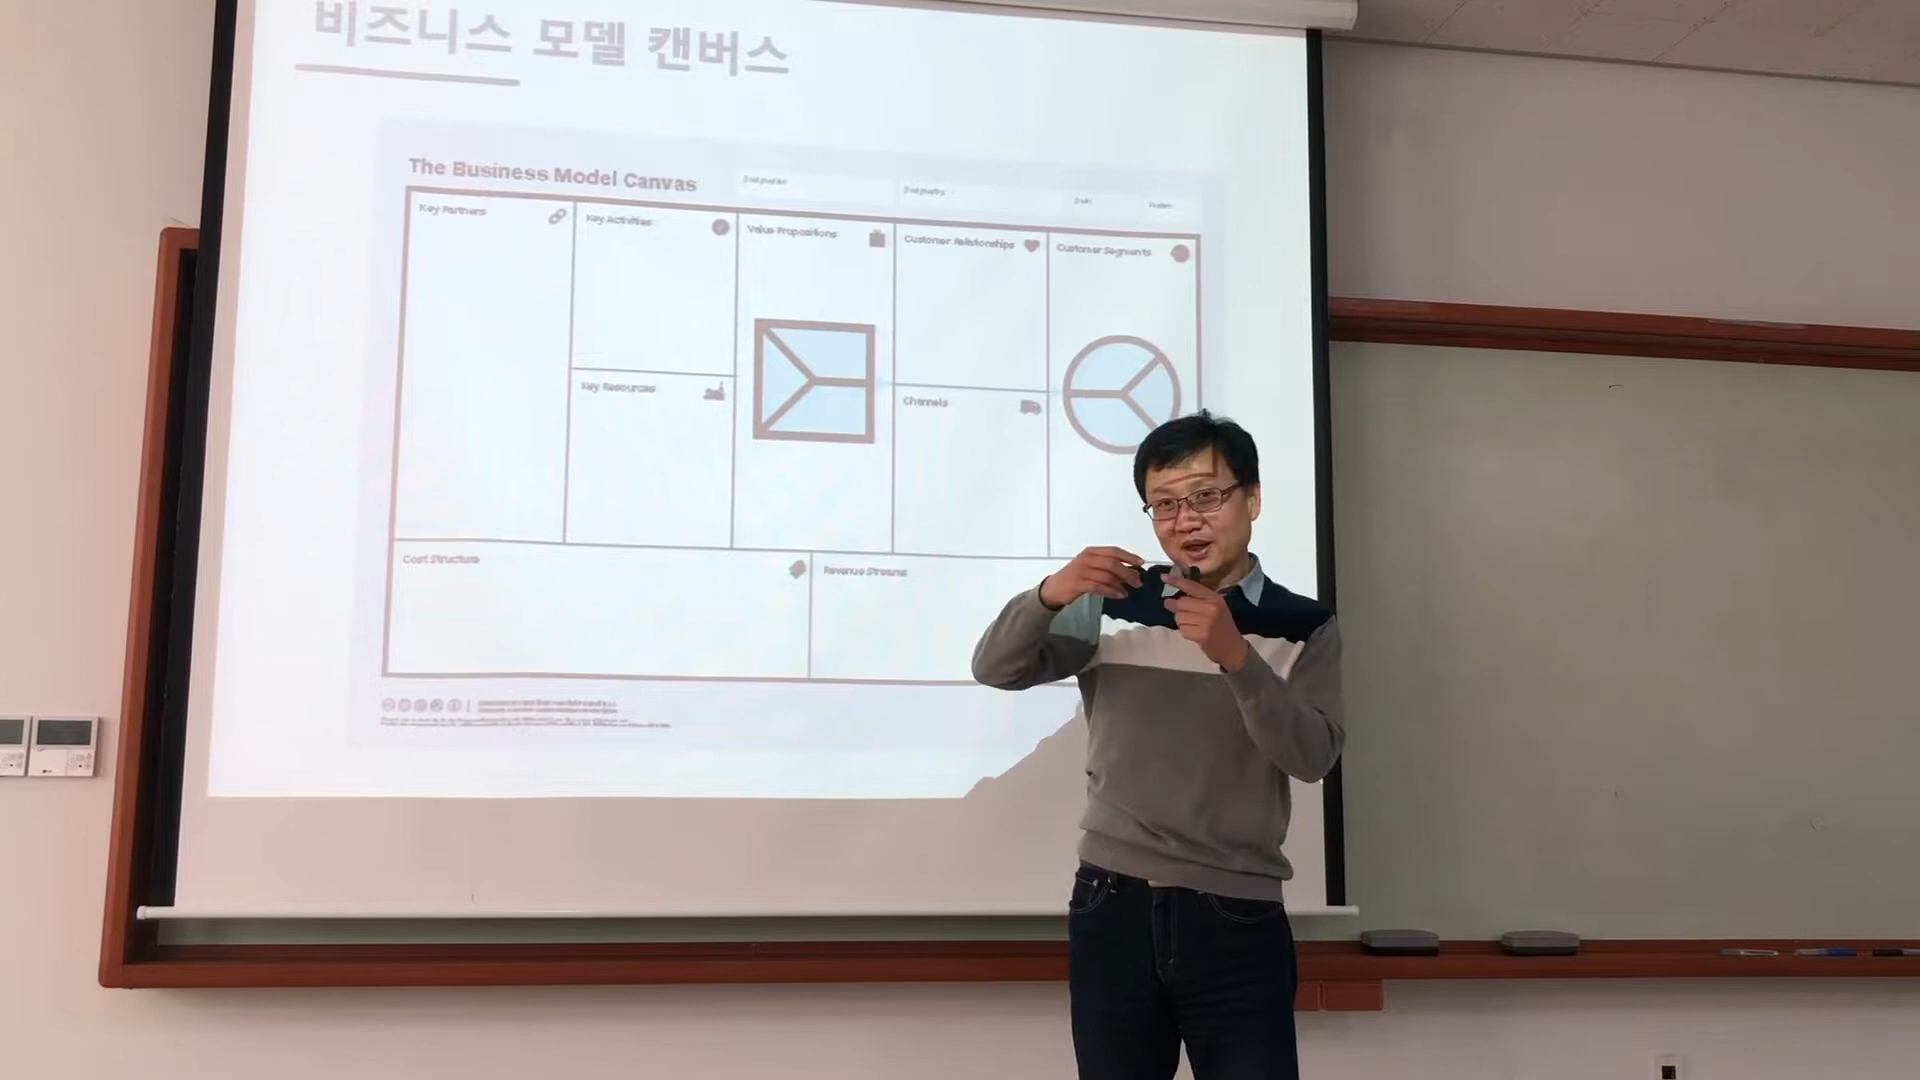 비즈니스 모델 캔버스
The Business Model Canvas
Key Partners
Key Activities
Value Propositions
Customer Relationships
Customer Segments
Key Resources
Channels
Cost Structure
Revenue Streams